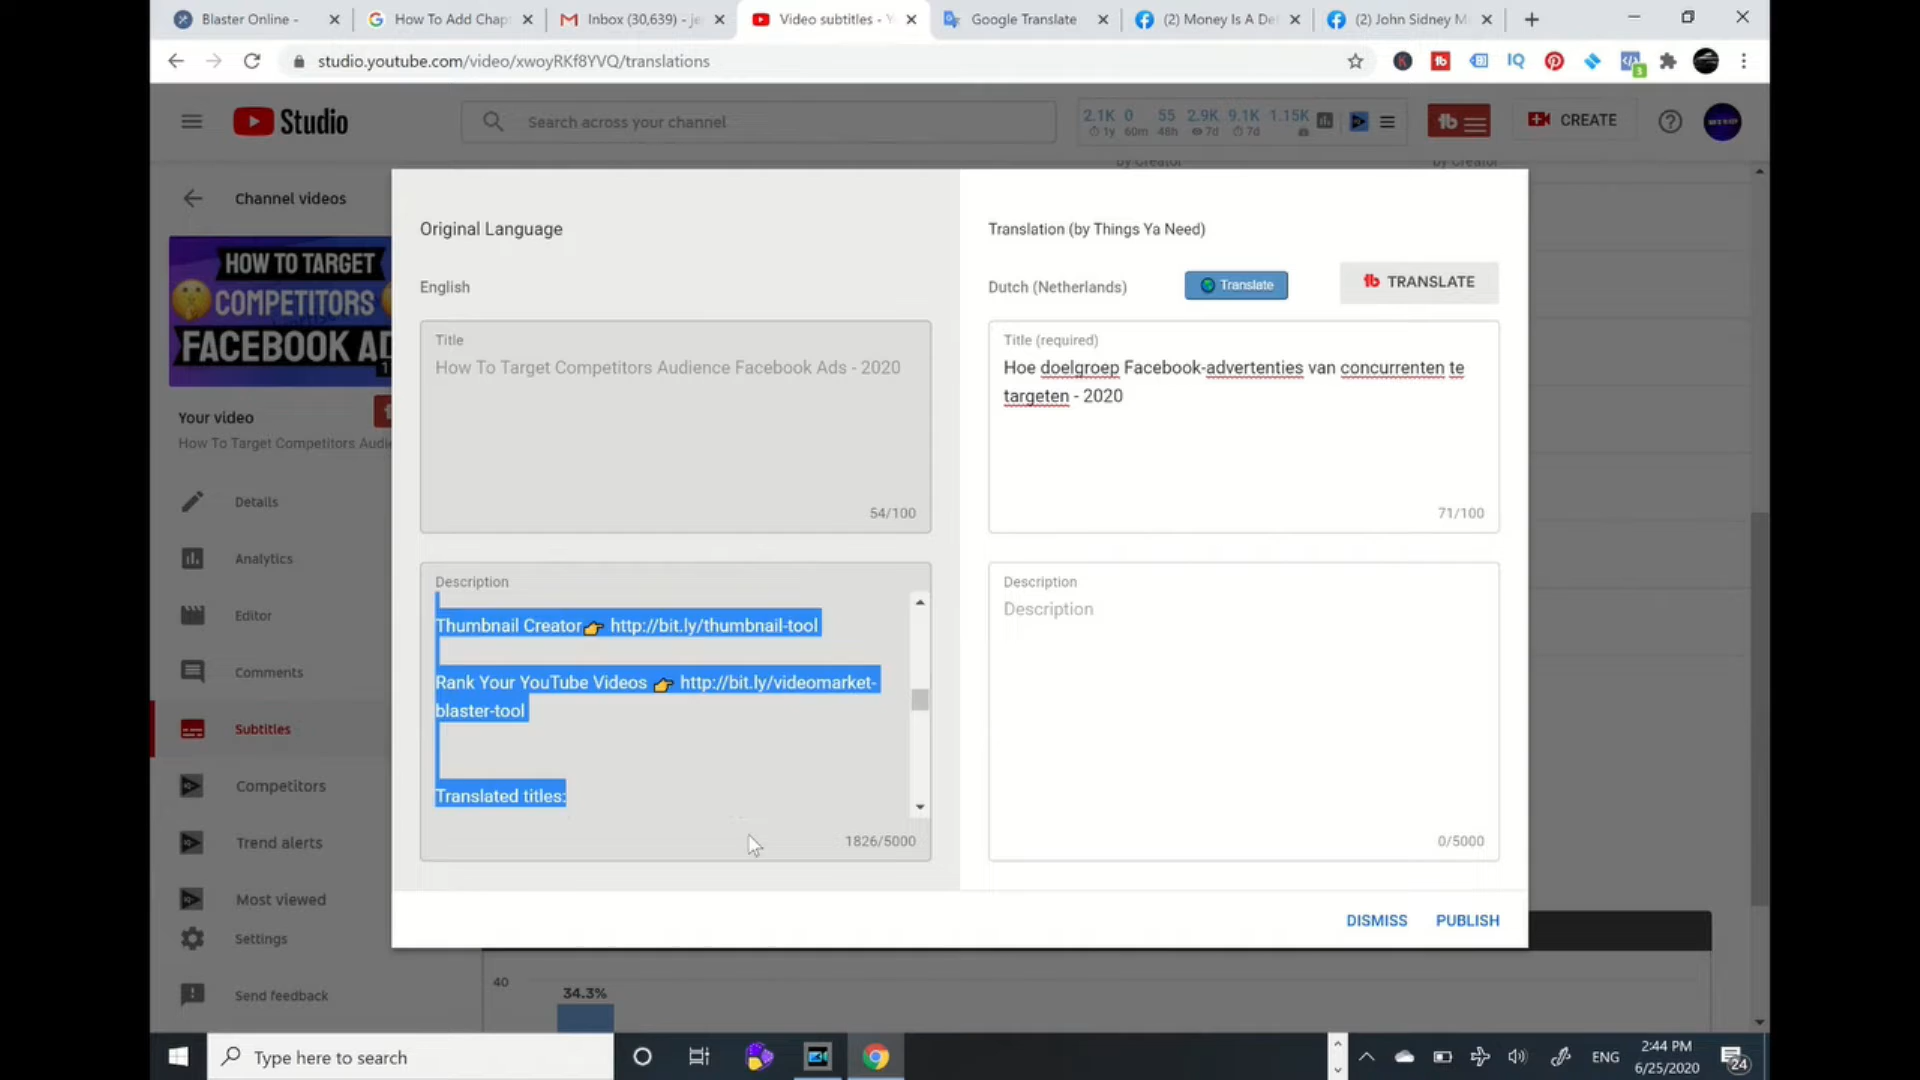 Blaster Online -
How To Add Chap
Inbox (30,639) - je
Video subtitles - Y
Google Translate
(2) Money Is A De
(2) John Sidney M
studio.youtube.com/video/xwoyRKf8YVQ/translations
Studio
Search across your channel
2.1K 0 55 2.9K 9.1K 1.15K
1y 60m 48h 7d 7d
CREATE
by Creator by Creator
Channel videos
HOW TO TARGET
COMPETITORS
FACEBOOK AD
Your video
How To Target Competitors Audie
Details
Analytics
Editor
Comments
Subtitles
Competitors
Trend alerts
Most viewed
Settings
Send feedback
Original Language
English
Title
How To Target Competitors Audience Facebook Ads - 2020
54/100
Description
Thumbnail Creator👉 http://bit.ly/thumbnail-tool
Rank Your YouTube Videos 👉 http://bit.ly/videomarket-
blaster-tool
Translated titles:
1826/5000
Translation (by Things Ya Need)
Dutch (Netherlands)
Translate
TRANSLATE
Title (required)
Hoe doelgroep Facebook-advertenties van concurrenten te
targeten - 2020
71/100
Description
Description
0/5000
DISMISS
PUBLISH
40
34.3%
Type here to search
ENG
2:44 PM
6/25/2020
24